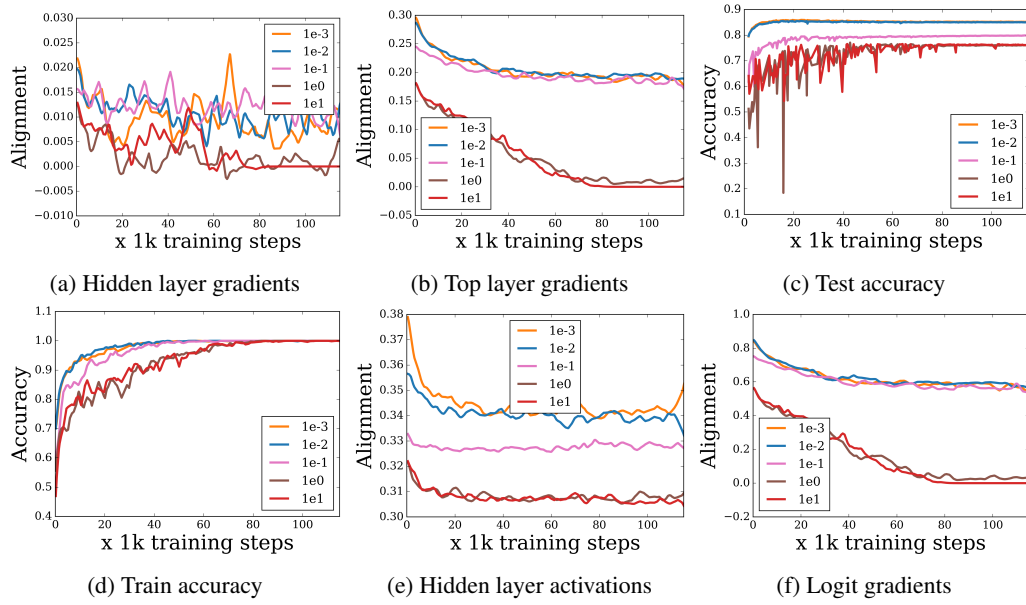 0.030
0.025
0.020
0.015
0.010
0.005
0.000
−0.005
−0.010
Alignment
1e-3
1e-2
1e-1
1e0
1e1
0 20 40 60 80 100
x 1k training steps
(a) Hidden layer gradients
0.30
0.25
0.20
0.15
0.10
0.05
0.00
−0.05
Alignment
1e-3
1e-2
1e-1
1e0
1e1
0 20 40 60 80 100
x 1k training steps
(b) Top layer gradients
0.9
0.8
0.7
0.6
0.5
0.4
0.3
0.2
0.1
Accuracy
1e-3
1e-2
1e-1
1e0
1e1
0 20 40 60 80 100
x 1k training steps
(c) Test accuracy
1.1
1.0
0.9
0.8
0.7
0.6
0.5
0.4
Accuracy
1e-3
1e-2
1e-1
1e0
1e1
0 20 40 60 80 100
x 1k training steps
(d) Train accuracy
0.38
0.37
0.36
0.35
0.34
0.33
0.32
0.31
0.30
Alignment
1e-3
1e-2
1e-1
1e0
1e1
0 20 40 60 80 100
x 1k training steps
(e) Hidden layer activations
1.0
0.8
0.6
0.4
0.2
0.0
−0.2
Alignment
1e-3
1e-2
1e-1
1e0
1e1
0 20 40 60 80 100
x 1k training steps
(f) Logit gradients